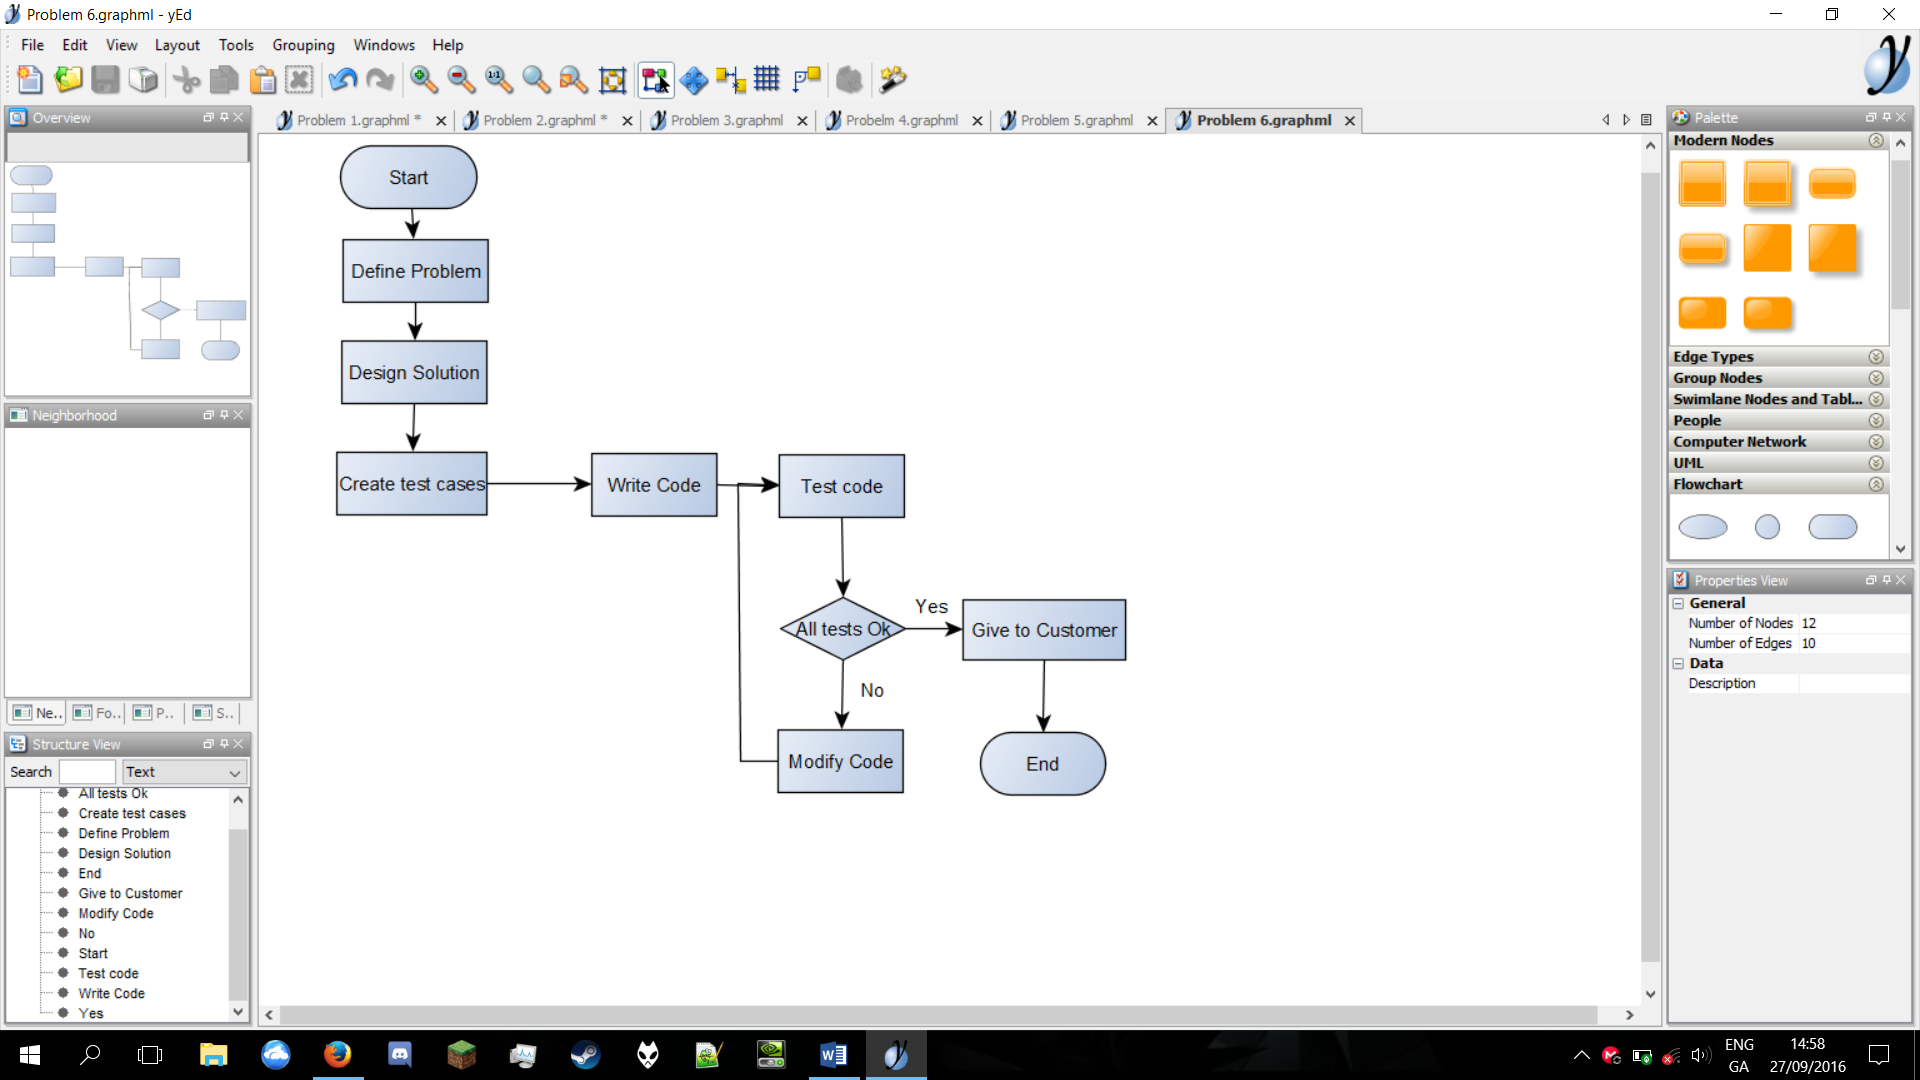 Problem 6.graphml - yEd
File Edit View Layout Tools Grouping Windows Help
1:1
Overview
Problem 1.graphml * Problem 2.graphml * Problem 3.graphml Probelm 4.graphml Problem 5.graphml Problem 6.graphml
Start
Define Problem
Design Solution
Create test cases
Write Code
Test code
All tests Ok
Yes
Give to Customer
No
Modify Code
End
Neighborhood
Ne.. Fo.. P.. S..
Structure View
Search Text
All tests Ok
Create test cases
Define Problem
Design Solution
End
Give to Customer
Modify Code
No
Start
Test code
Write Code
Yes
Palette
Modern Nodes
Edge Types
Group Nodes
Swimlane Nodes and Tabl...
People
Computer Network
UML
Flowchart
Properties View
General
Number of Nodes 12
Number of Edges 10
Data
Description
ENG
GA
14:58
27/09/2016